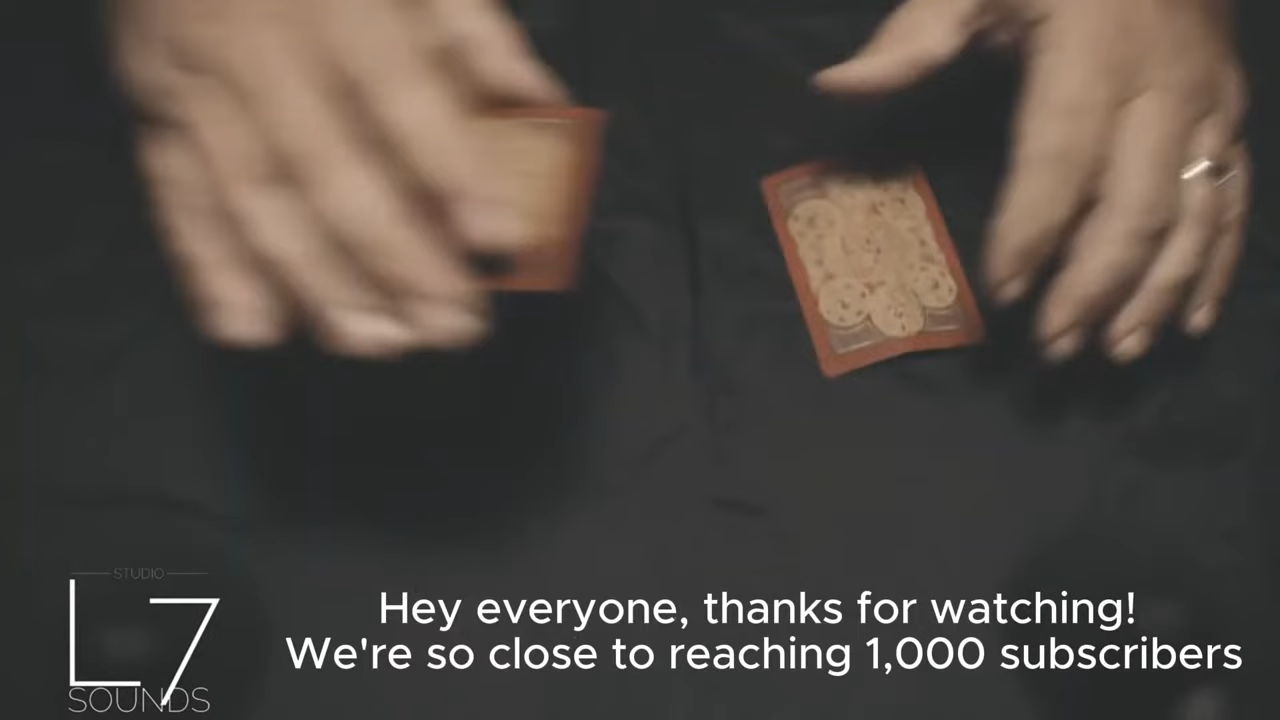 STUDIO
L7
SOUNDS
Hey everyone, thanks for watching!
We're so close to reaching 1,000 subscribers